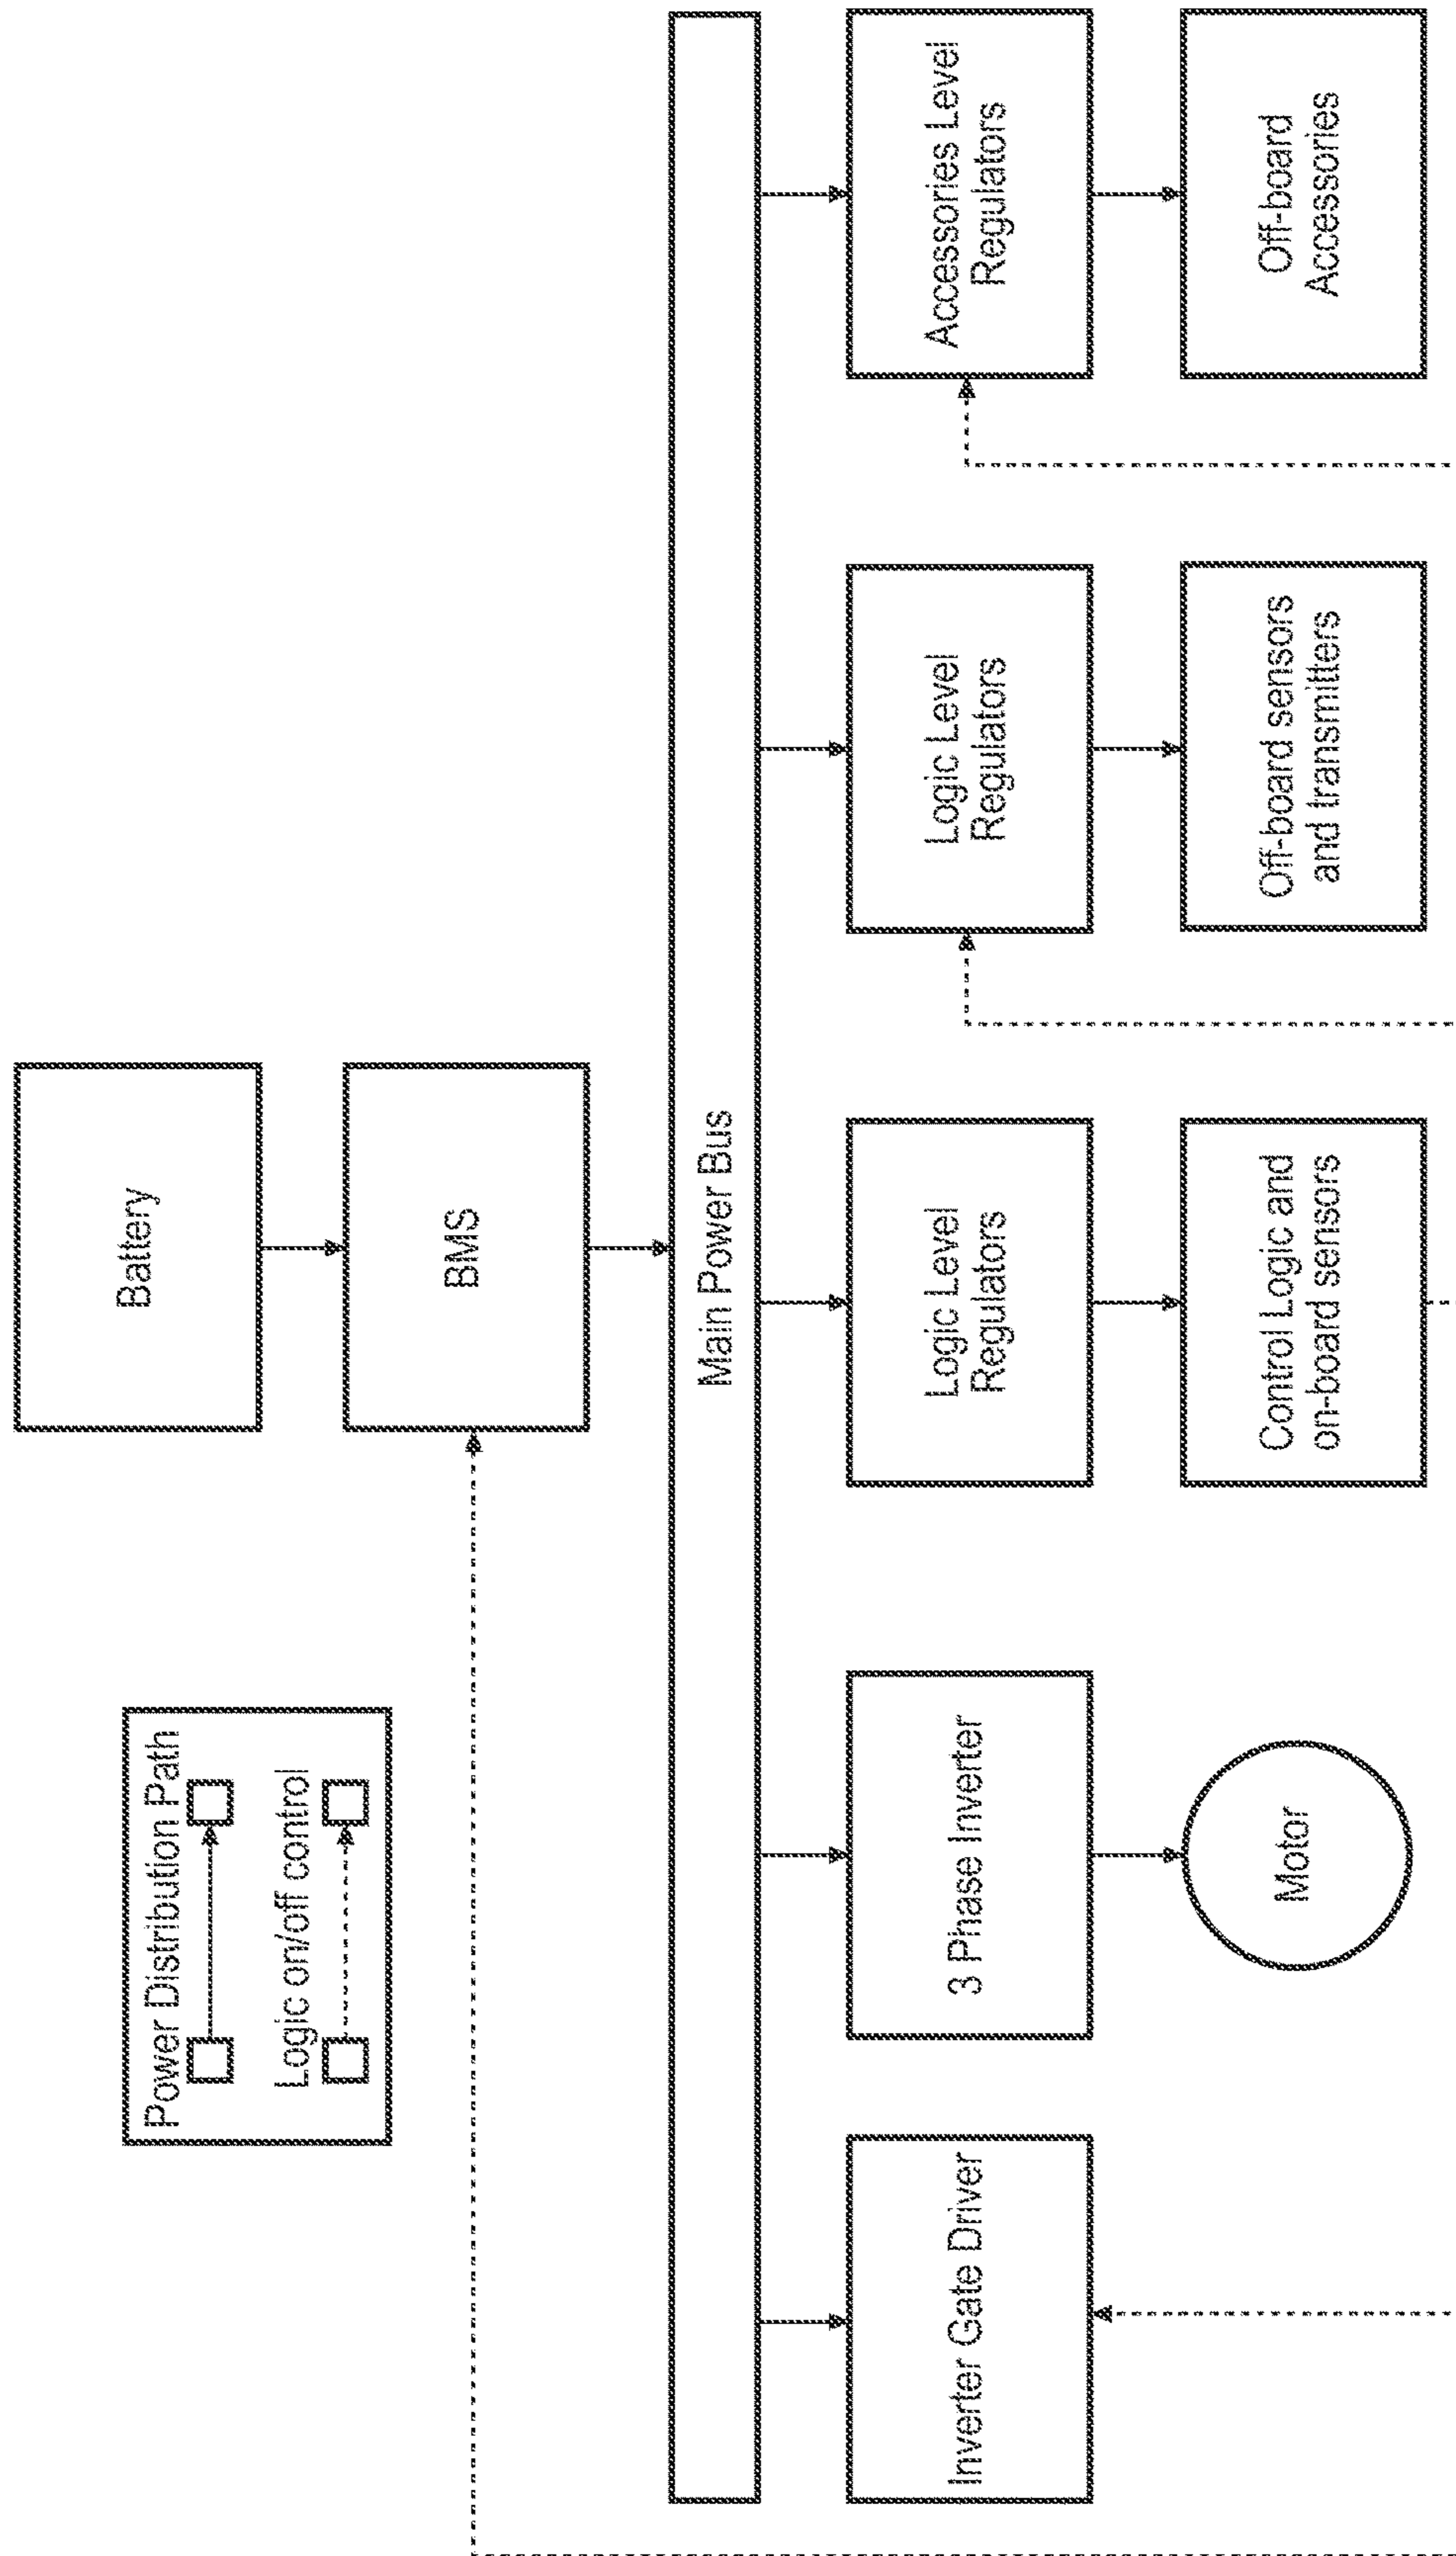 Power Distribution Path
Logic on/off control
Battery
BMS
Main Power Bus
Inverter Gate Driver
3 Phase Inverter
Logic Level
Regulators
Logic Level
Regulators
Accessories Level
Regulators
Motor
Control Logic and
on-board sensors
Off-board sensors
and transmitters
Off-board
Accessories